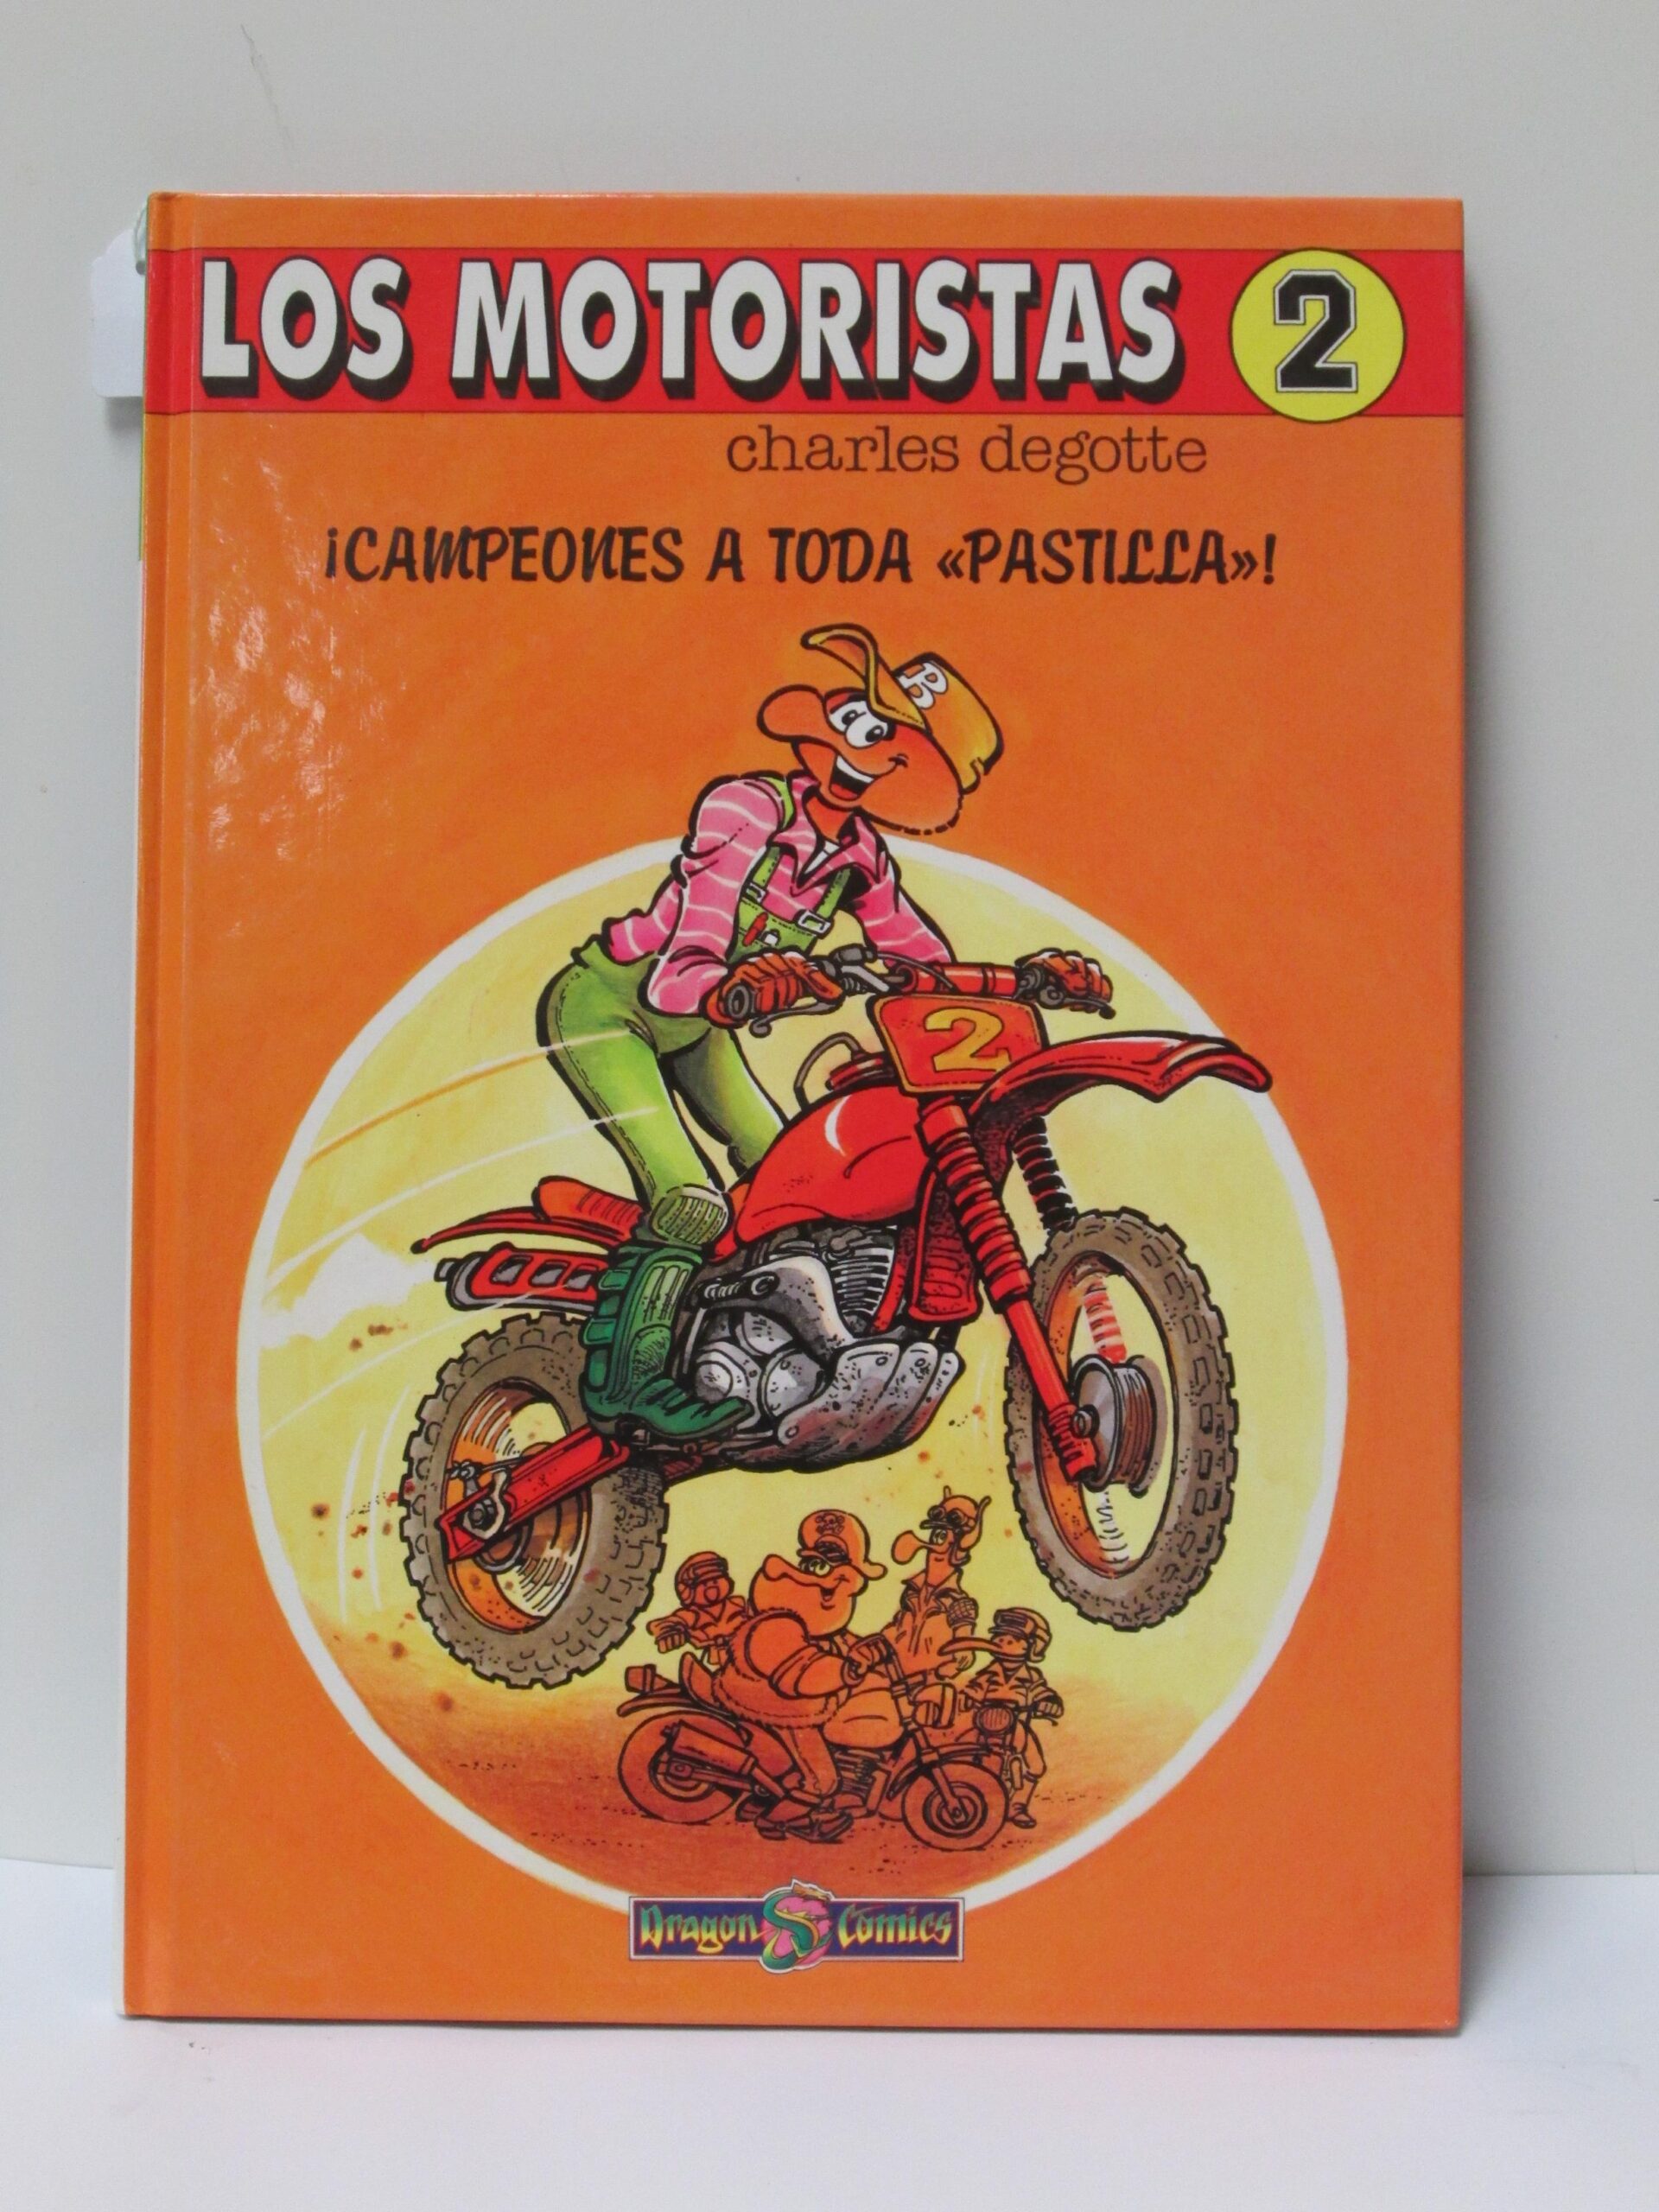 LOS MOTORISTAS 2
charles degotte
¡CAMPEONES A TODA «PASTILLA»!
B
2
Dragon Comics